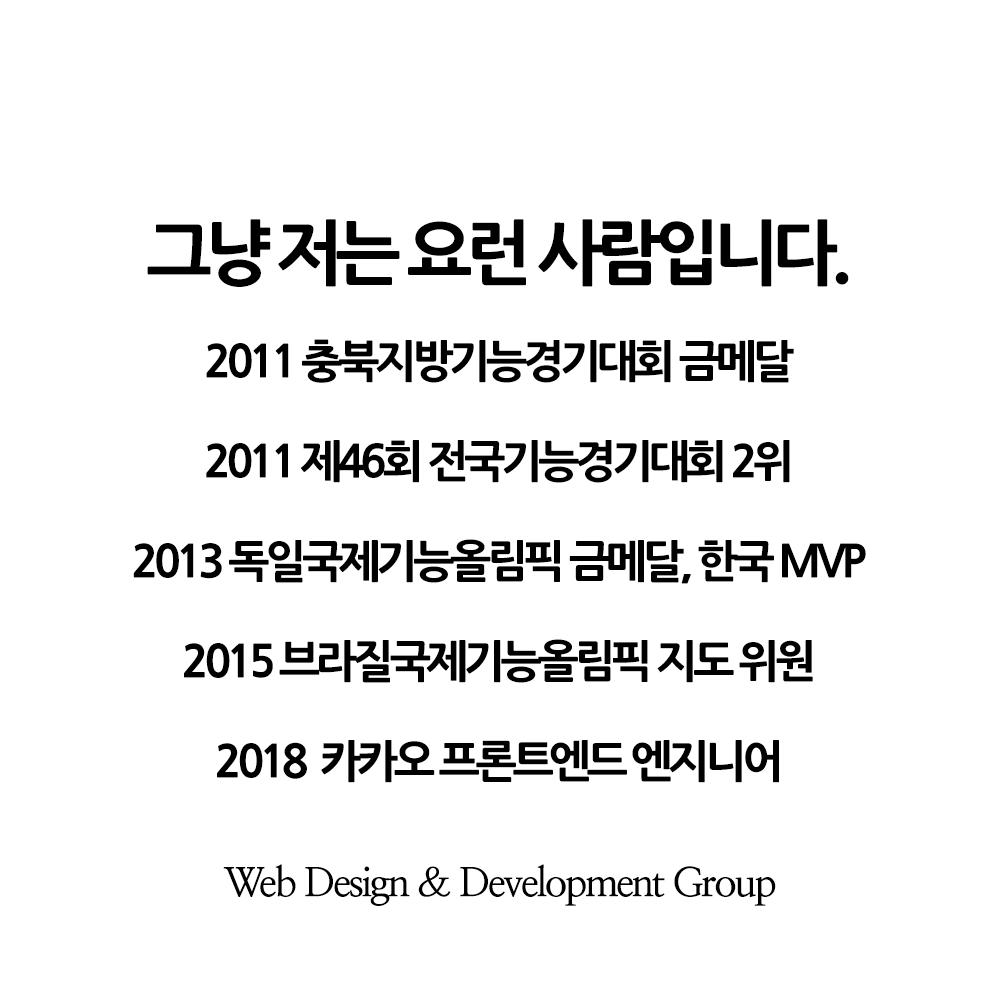 그냥 저는 요런 사람입니다.
2011 충북지방기능경기대회 금메달
2011 제46회 전국기능경기대회 2위
2013 독일국제기능올림픽 금메달, 한국 MVP
2015 브라질국제기능올림픽 지도 위원
2018 카카오 프론트엔드 엔지니어
Web Design & Development Group